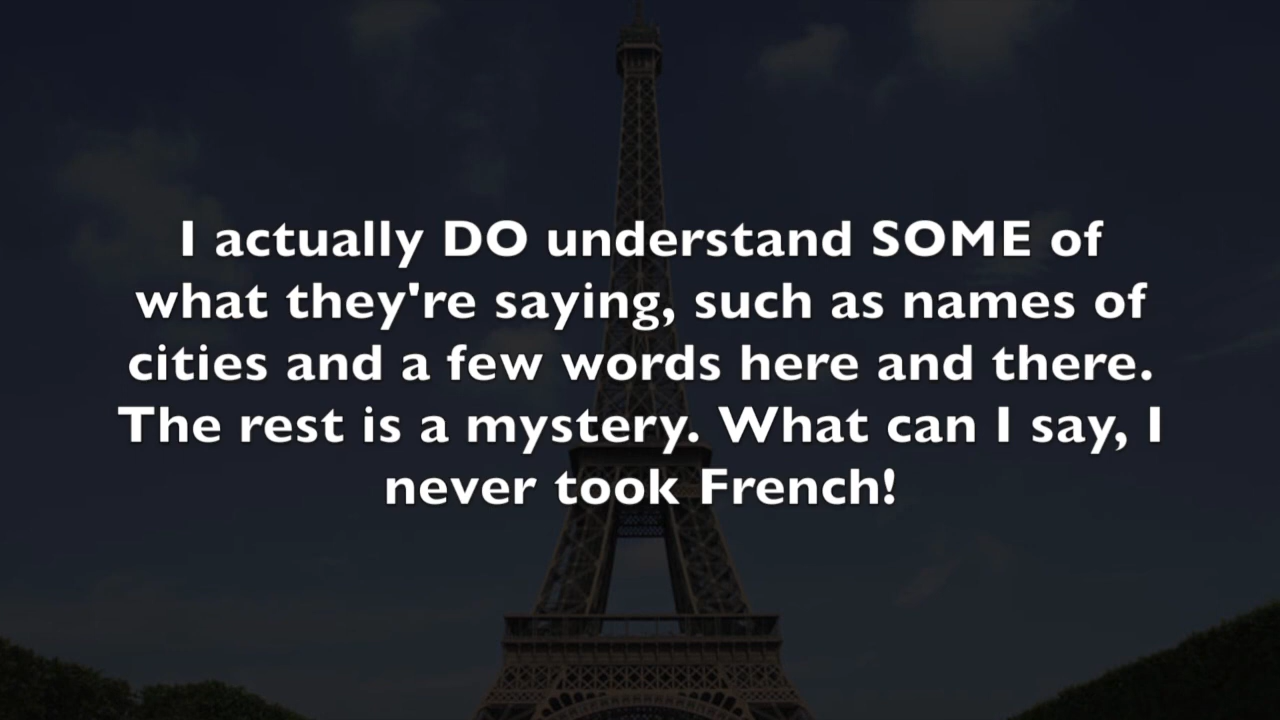 I actually DO understand SOME of
what they're saying, such as names of
cities and a few words here and there.
The rest is a mystery. What can I say, I
never took French!